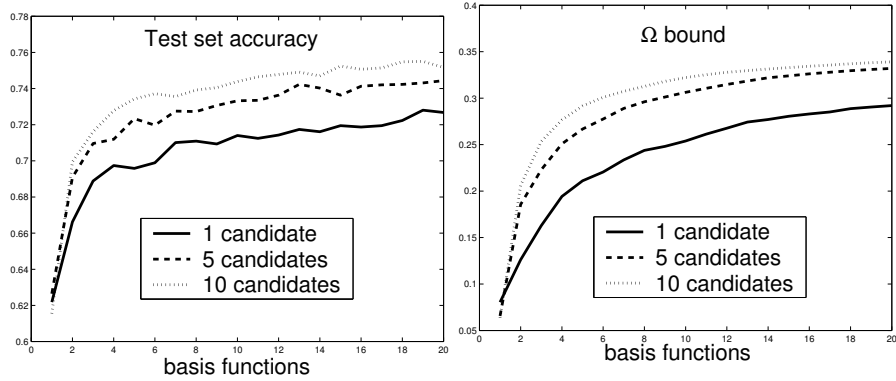 Test set accuracy
0.78
0.76
0.74
0.72
0.7
0.68
0.66
0.64
0.62
0.6
1 candidate
5 candidates
10 candidates
0 2 4 6 8 10 12 14 16 18 20
basis functions
Ω bound
0.4
0.35
0.3
0.25
0.2
0.15
0.1
0.05
1 candidate
5 candidates
10 candidates
0 2 4 6 8 10 12 14 16 18 20
basis functions